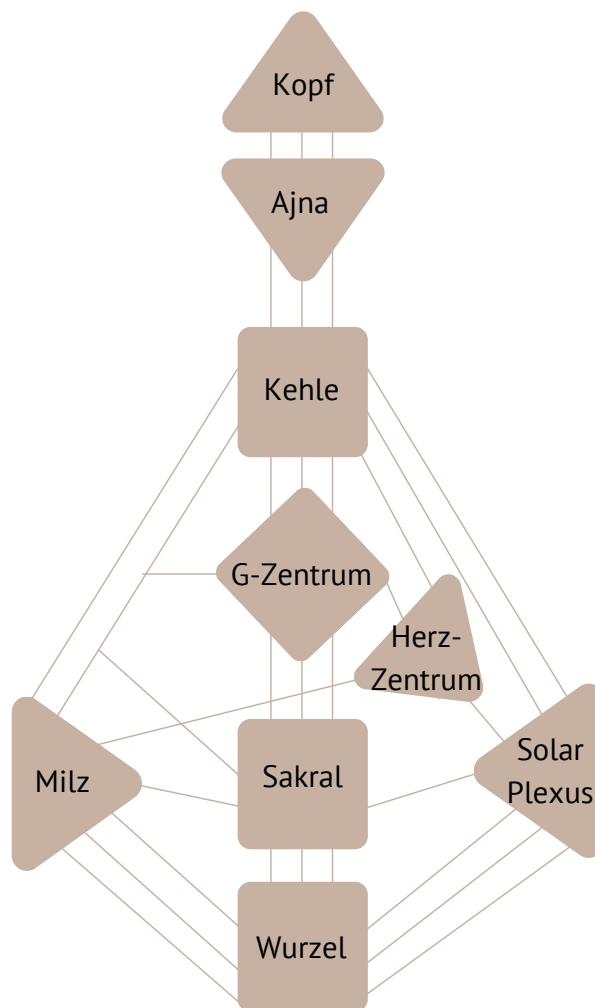 Kopf
Ajna
Kehle
G-Zentrum
Herz-
Zentrum
Milz
Sakral
Solar
Plexus
Wurzel